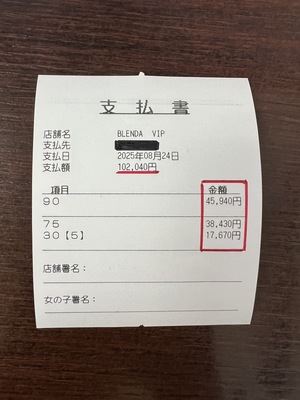 支払書
店舗名 BLENDA VIP
支払先
支払日 2025年08月24日
支払額 102,040円
項目 金額
90 45,940円
75 38,430円
30【5】 17,670円
店舗署名：
女の子署名：